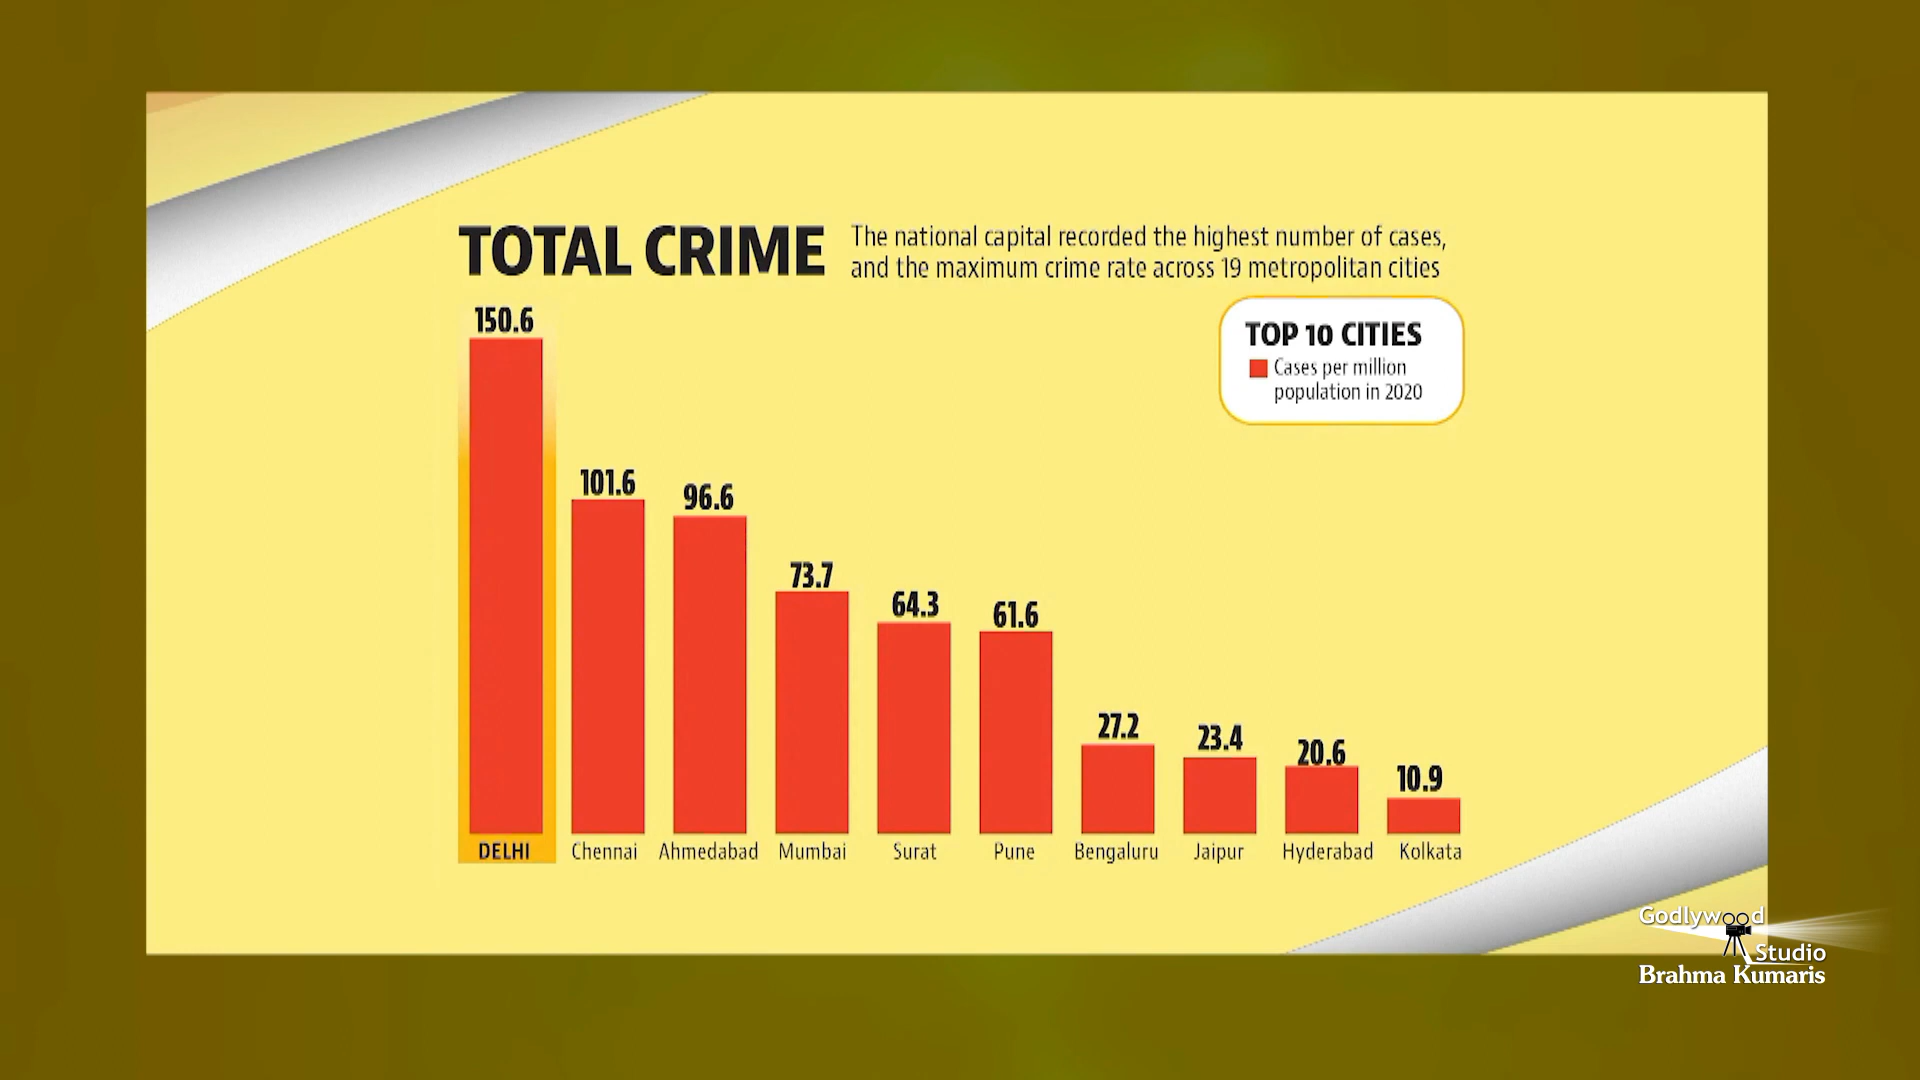 TOTAL CRIME
The national capital recorded the highest number of cases,
and the maximum crime rate across 19 metropolitan cities
TOP 10 CITIES
Cases per million
population in 2020
150.6
101.6
96.6
73.7
64.3
61.6
27.2
23.4
20.6
10.9
DELHI
Chennai
Ahmedabad
Mumbai
Surat
Pune
Bengaluru
Jaipur
Hyderabad
Kolkata
Godlywood
Studio
Brahma Kumaris